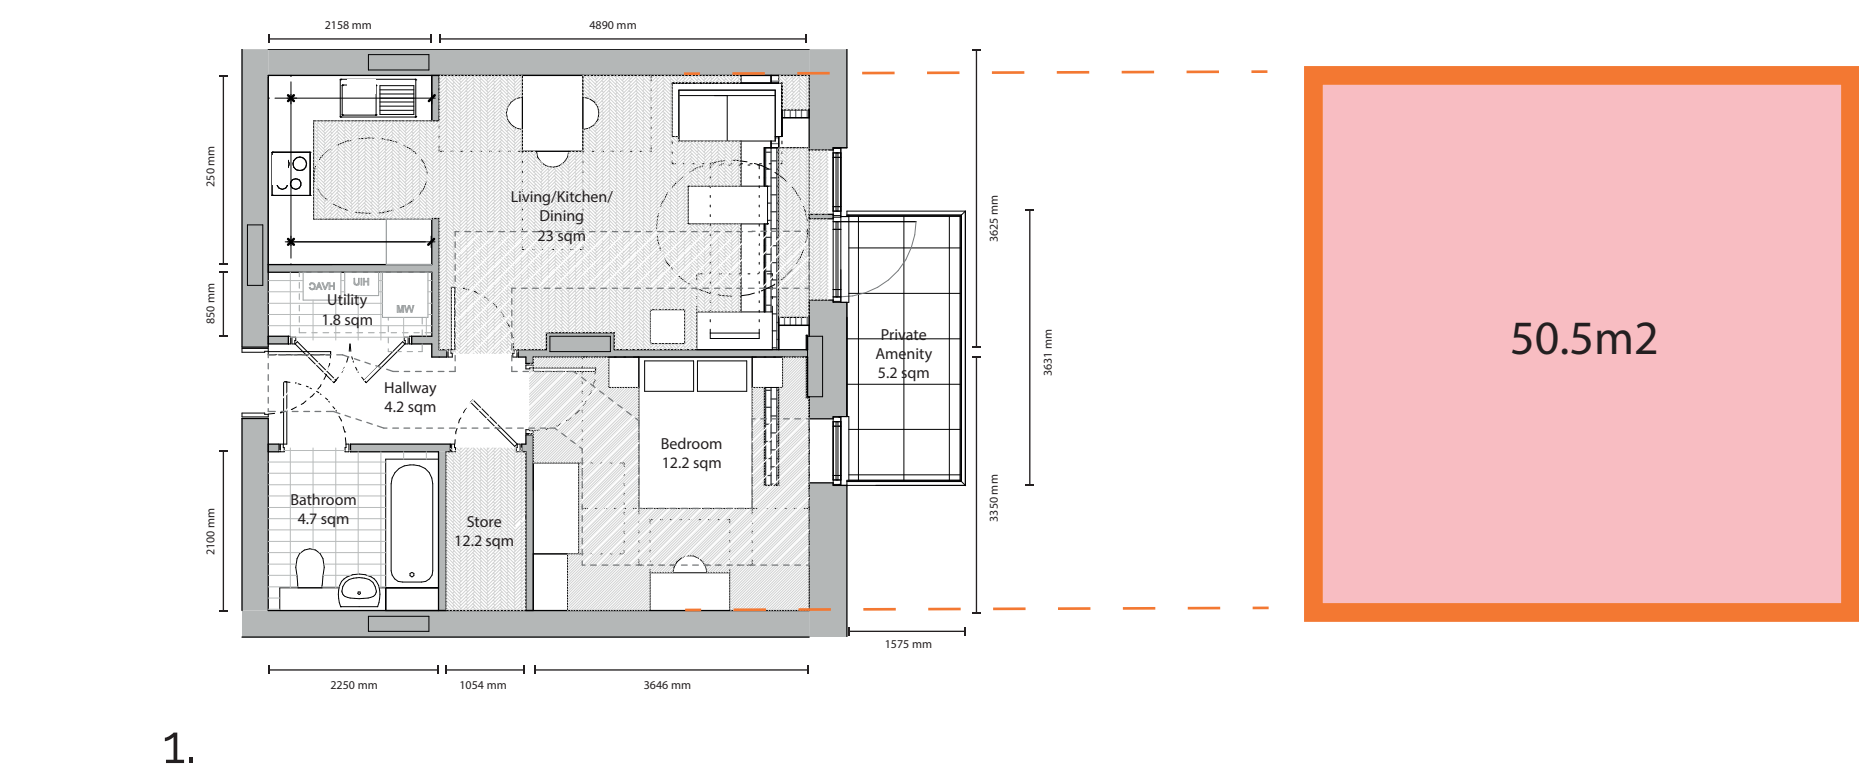 2158 mm
4890 mm
250 mm
850 mm
2100 mm
Living/Kitchen/
Dining
23 sqm
HVAC
HIU
MW
Utility
1.8 sqm
Hallway
4.2 sqm
Bedroom
12.2 sqm
Bathroom
4.7 sqm
Store
12.2 sqm
Private
Amenity
5.2 sqm
3625 mm
3631 mm
3350 mm
1575 mm
2250 mm
1054 mm
3646 mm
50.5m2
1.